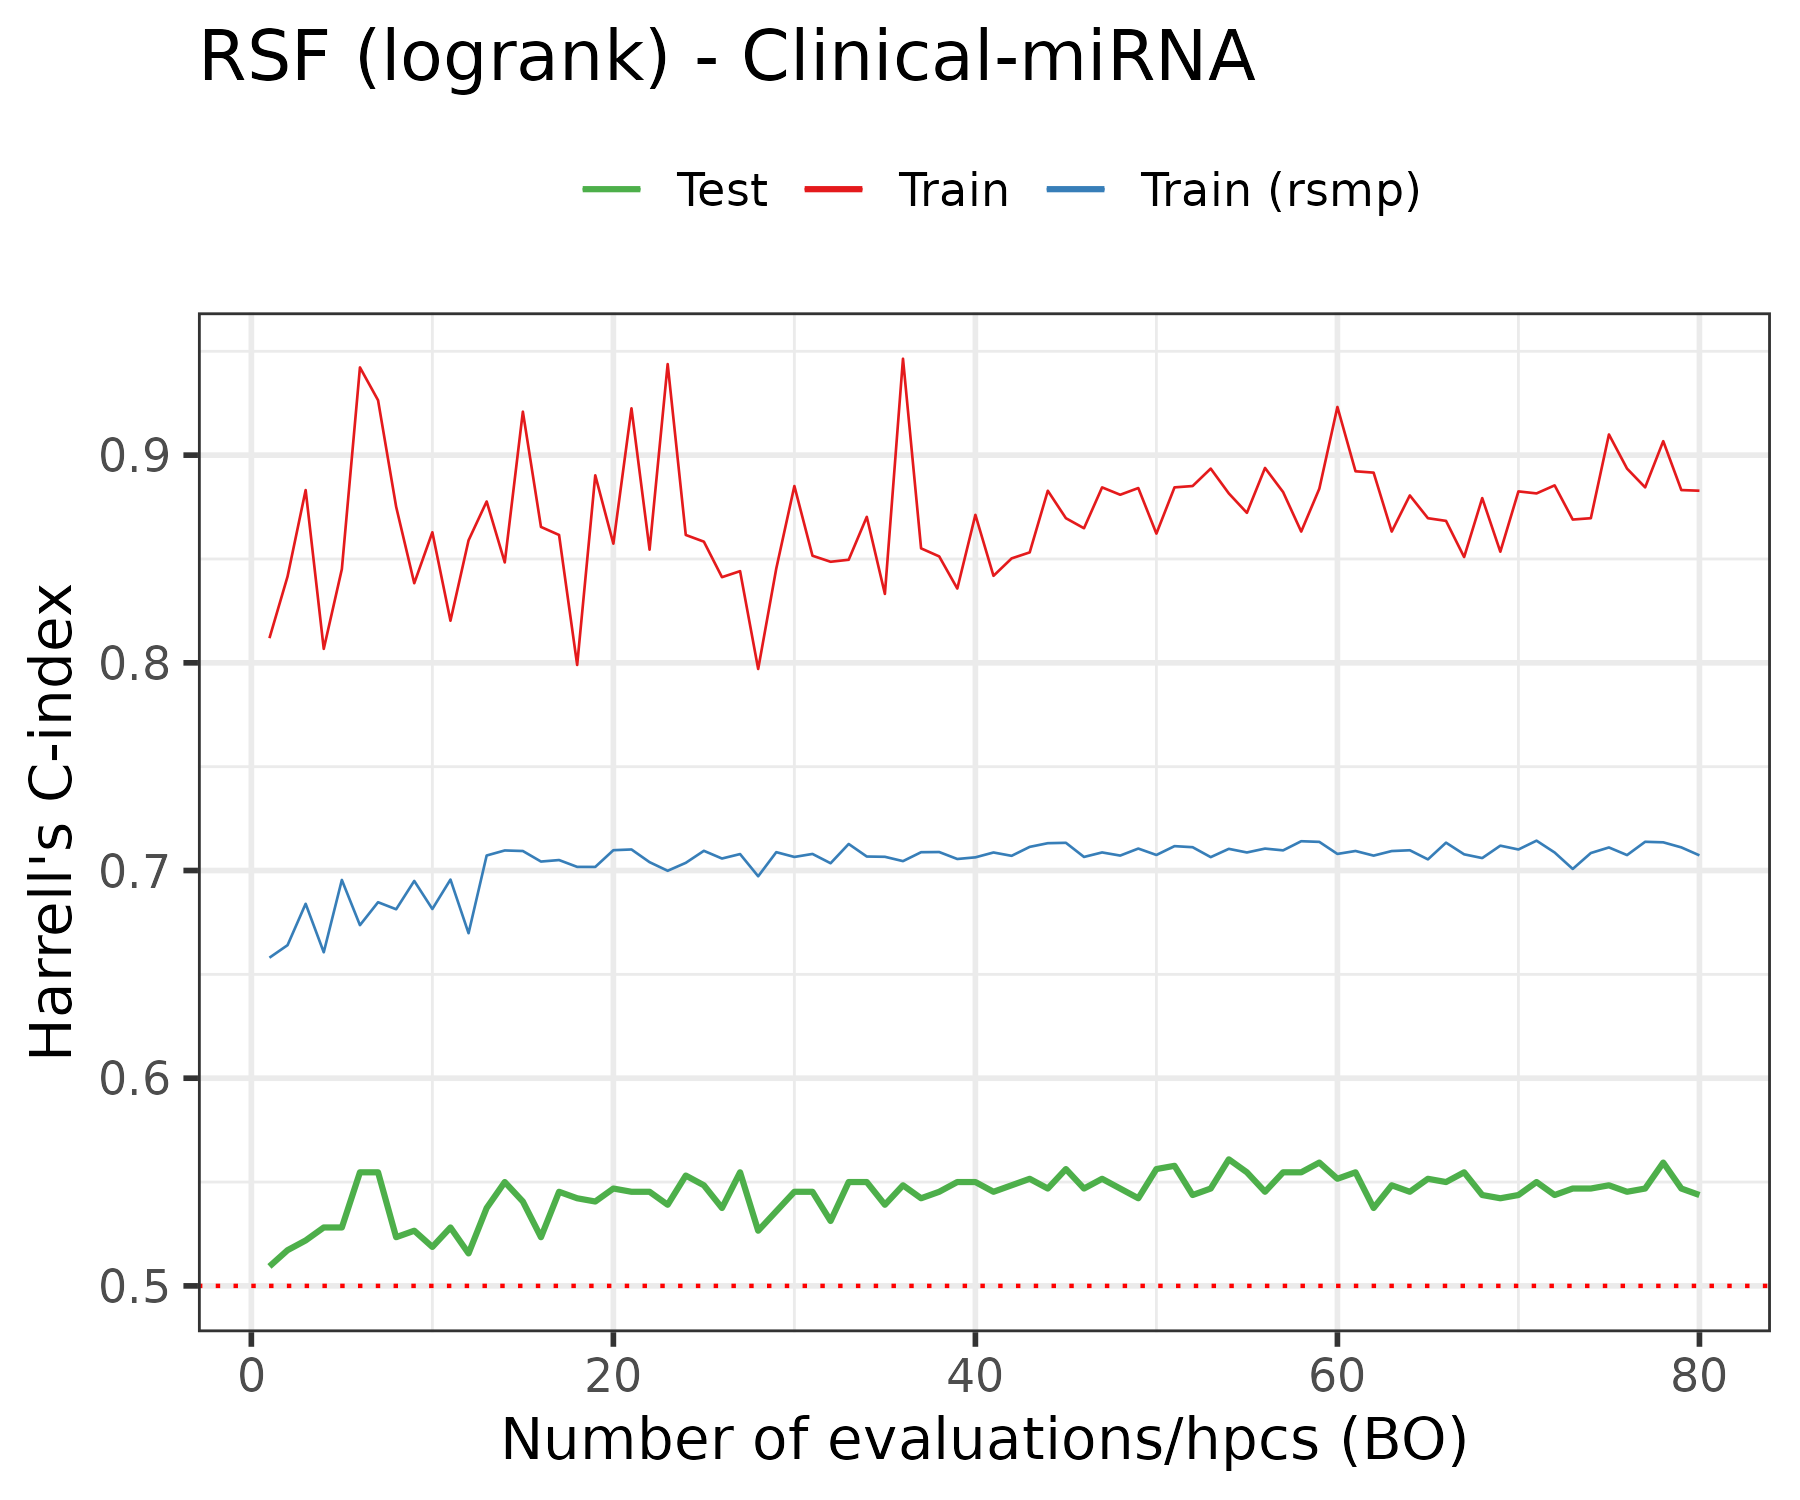 RSF (logrank) - Clinical-miRNA
Test Train Train (rsmp)
Harrell's C-index
0.9
0.8
0.7
0.6
0.5
0 20 40 60 80
Number of evaluations/hpcs (BO)